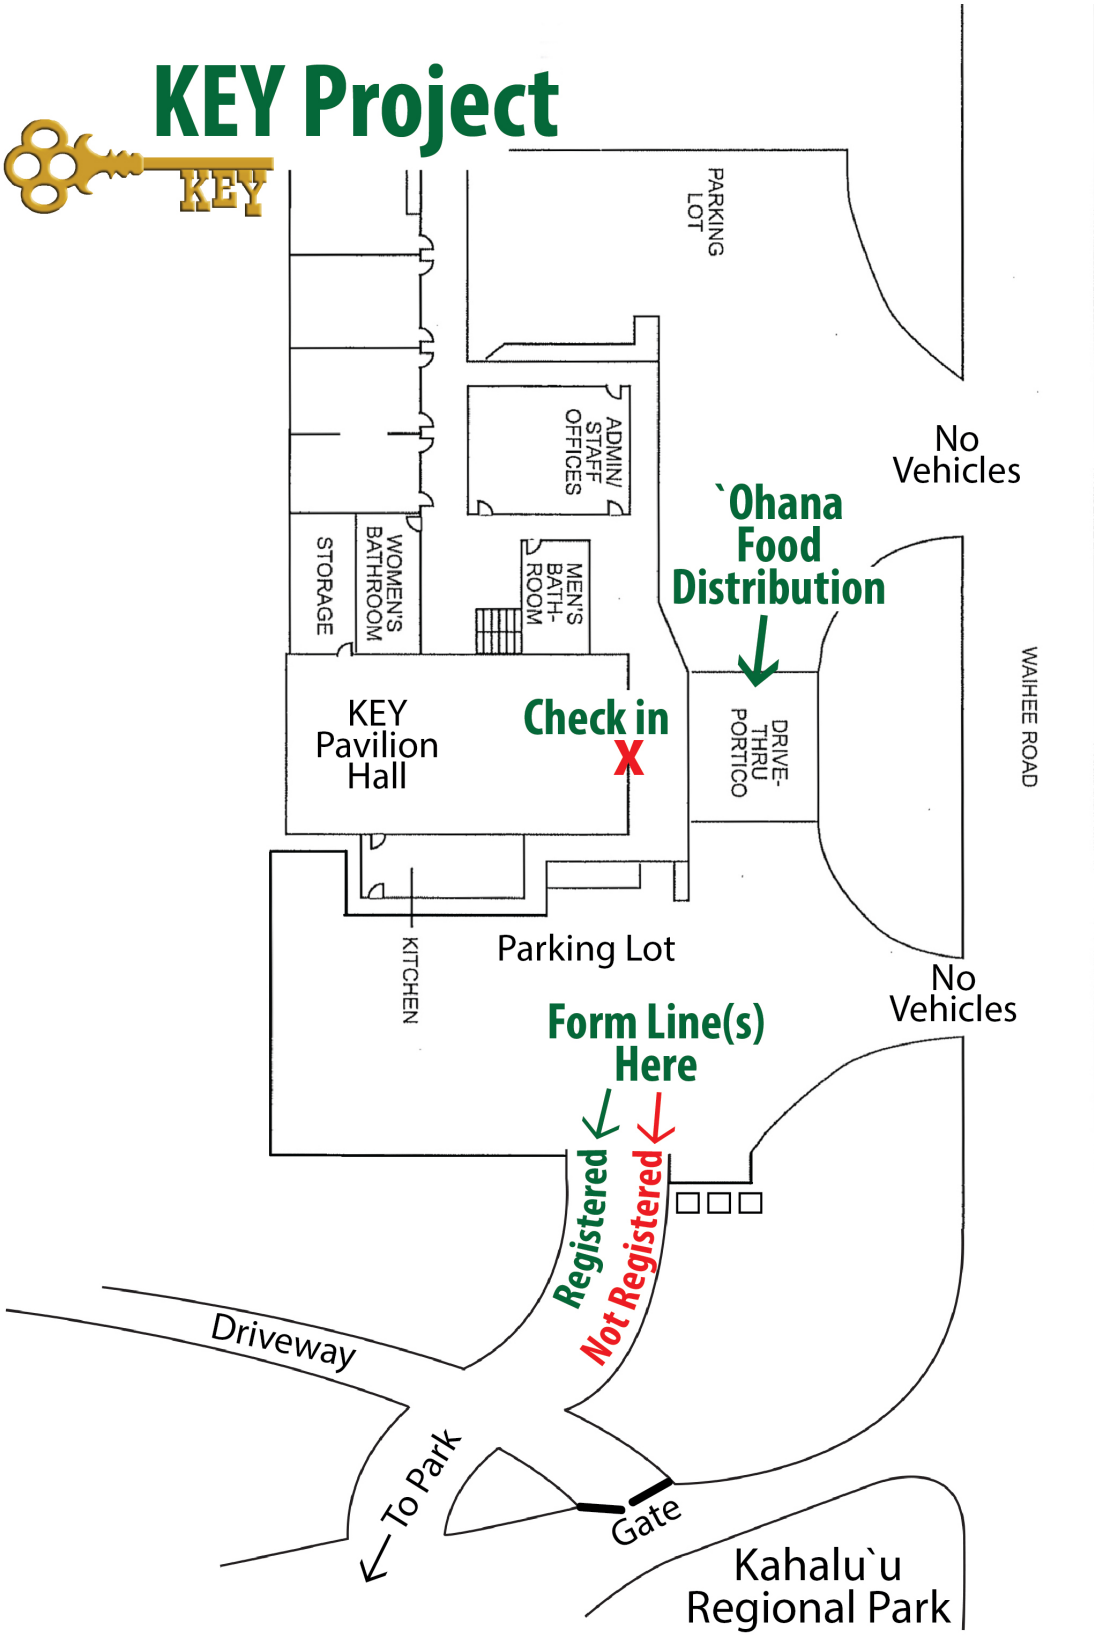 KEY Project
KEY
PARKING
LOT
No
Vehicles
ADMIN/
STAFF
OFFICES
`Ohana
Food
Distribution
STORAGE
WOMEN'S
BATHROOM
MEN'S
BATH-
ROOM
KEY
Pavilion
Hall
Check in
X
DRIVE-
THRU
PORTICO
WAIHEE ROAD
KITCHEN
Parking Lot
No
Vehicles
Form Line(s)
Here
Registered
Not Registered
Driveway
To Park
Gate
Kahalu`u
Regional Park